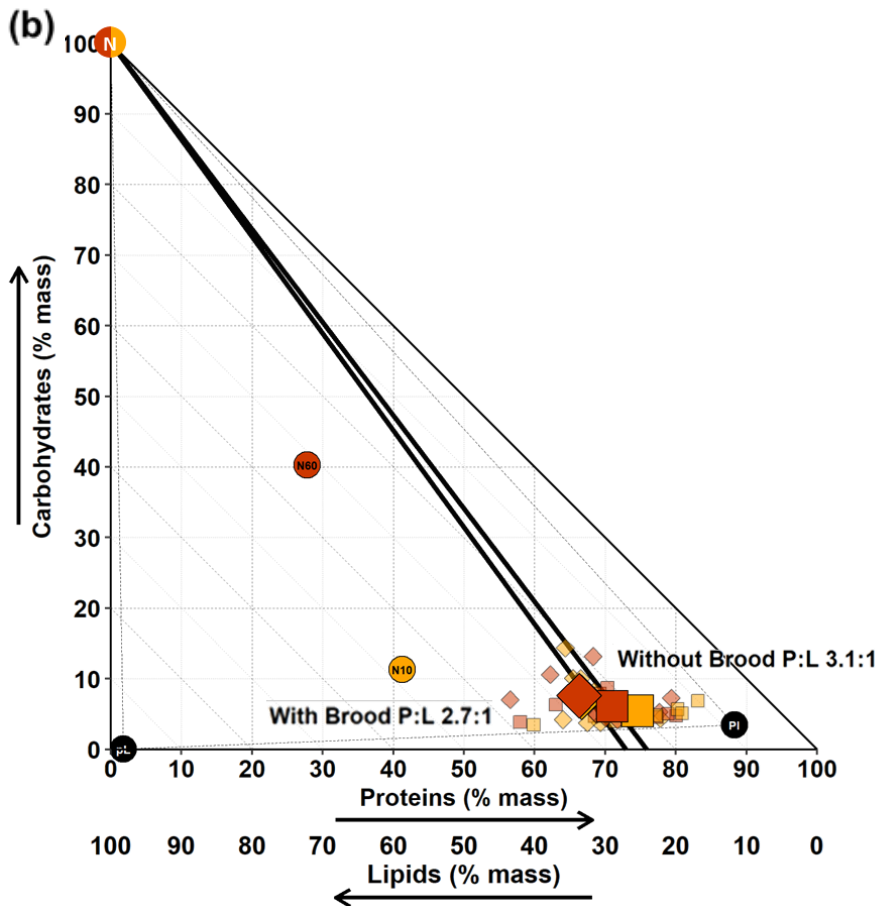 (b)
100
N
90
80
70
60
50
40
30
20
10
0
Carbohydrates (% mass)
N60
N10
Without Brood P:L 3.1:1
With Brood P:L 2.7:1
pL
Pl
0 10 20 30 40 50 60 70 80 90 100
Proteins (% mass)
100 90 80 70 60 50 40 30 20 10 0
Lipids (% mass)